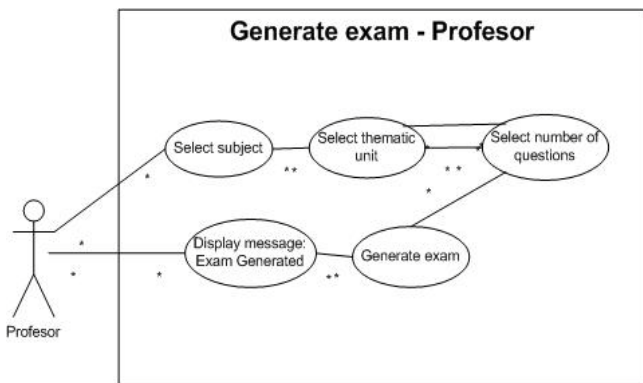 Generate exam - Profesor
Select subject
Select thematic
unit
Select number of
questions
*
* *
* *
*
*
*
Display message:
Exam Generated
Generate exam
*
*
* *
Profesor